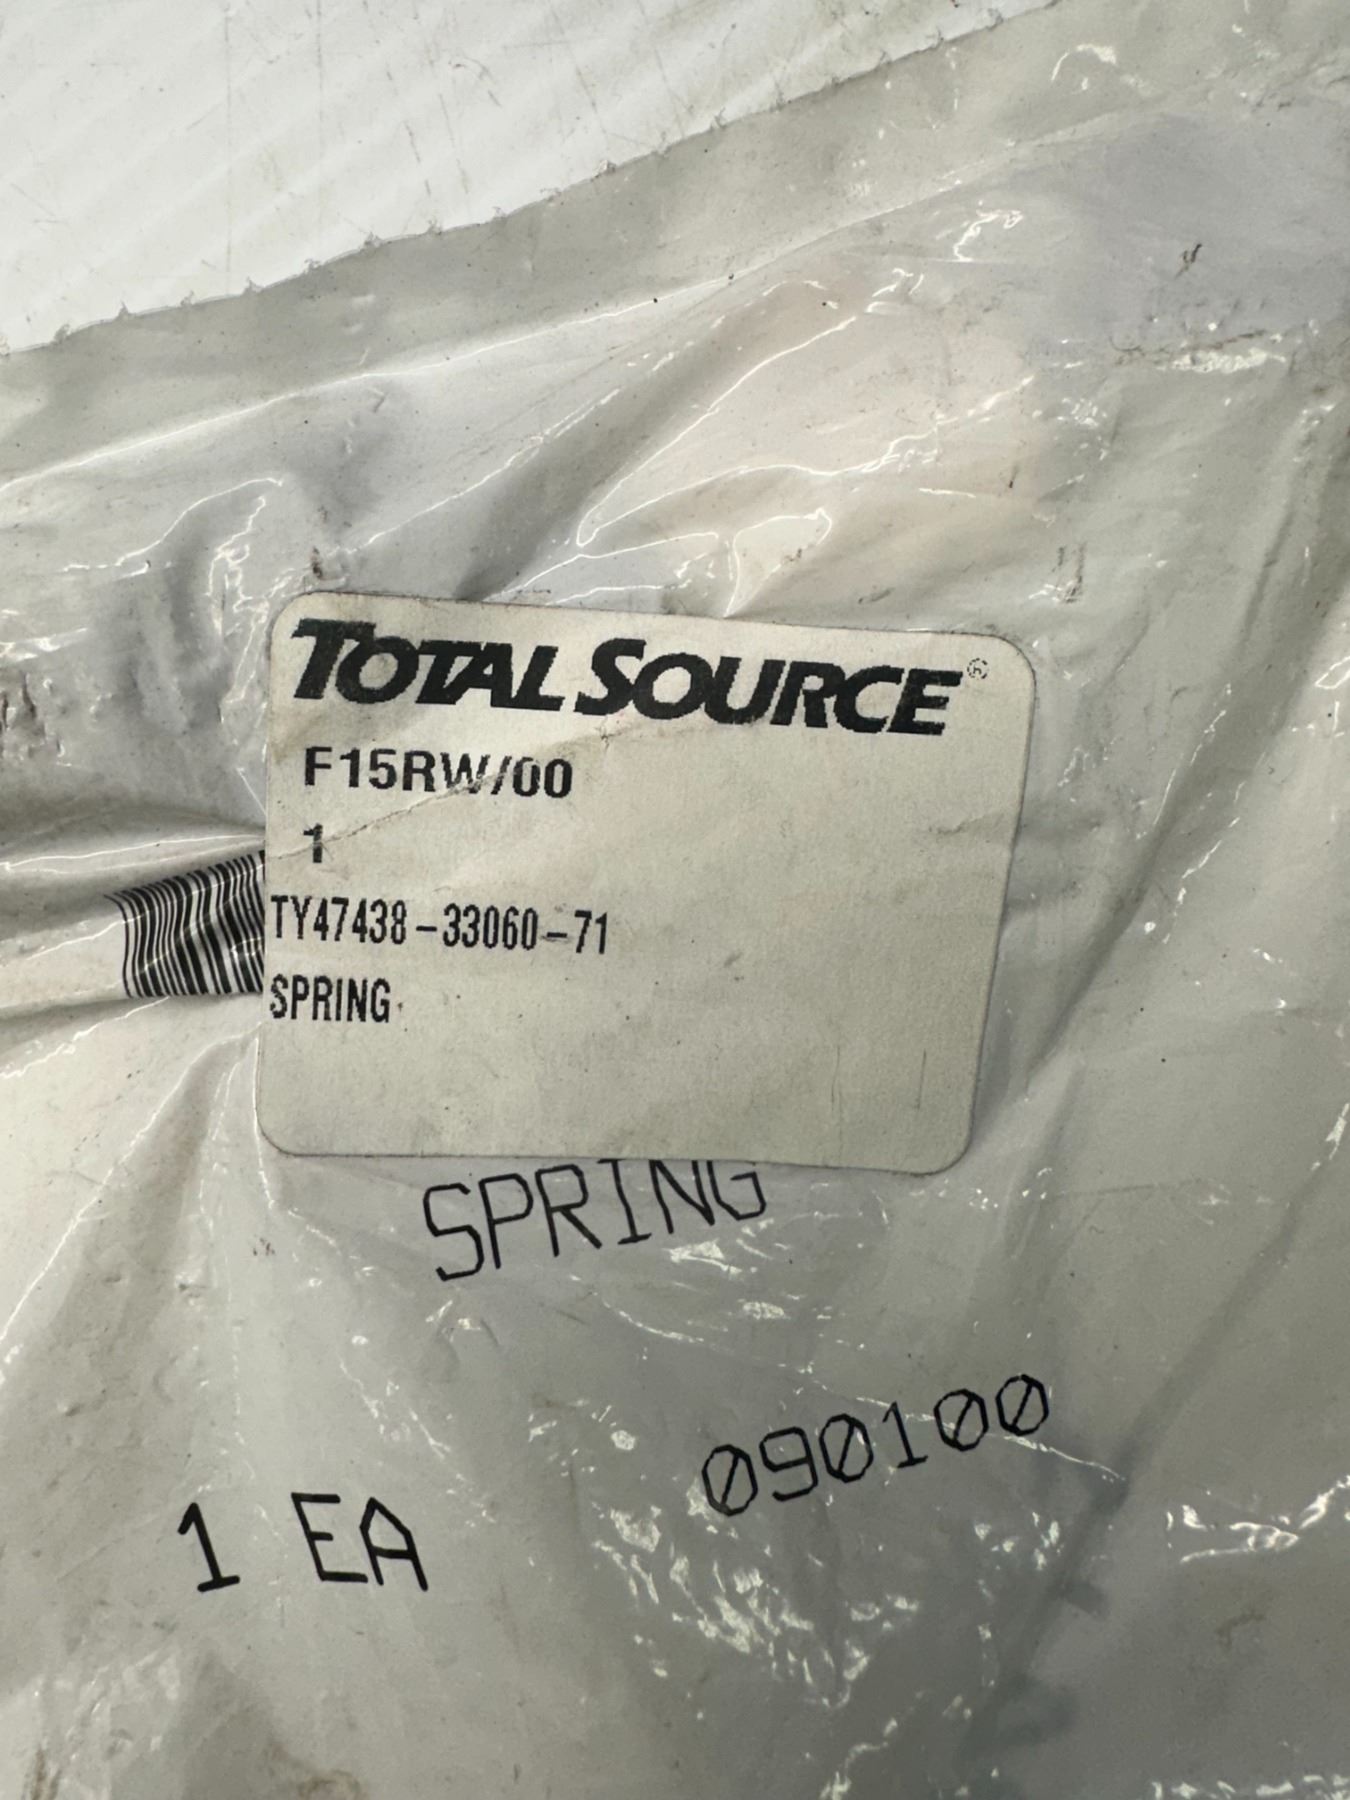 TOTAL SOURCE®
F15RW/00
1
TY47438-33060-71
SPRING
SPRING
090100
1 EA